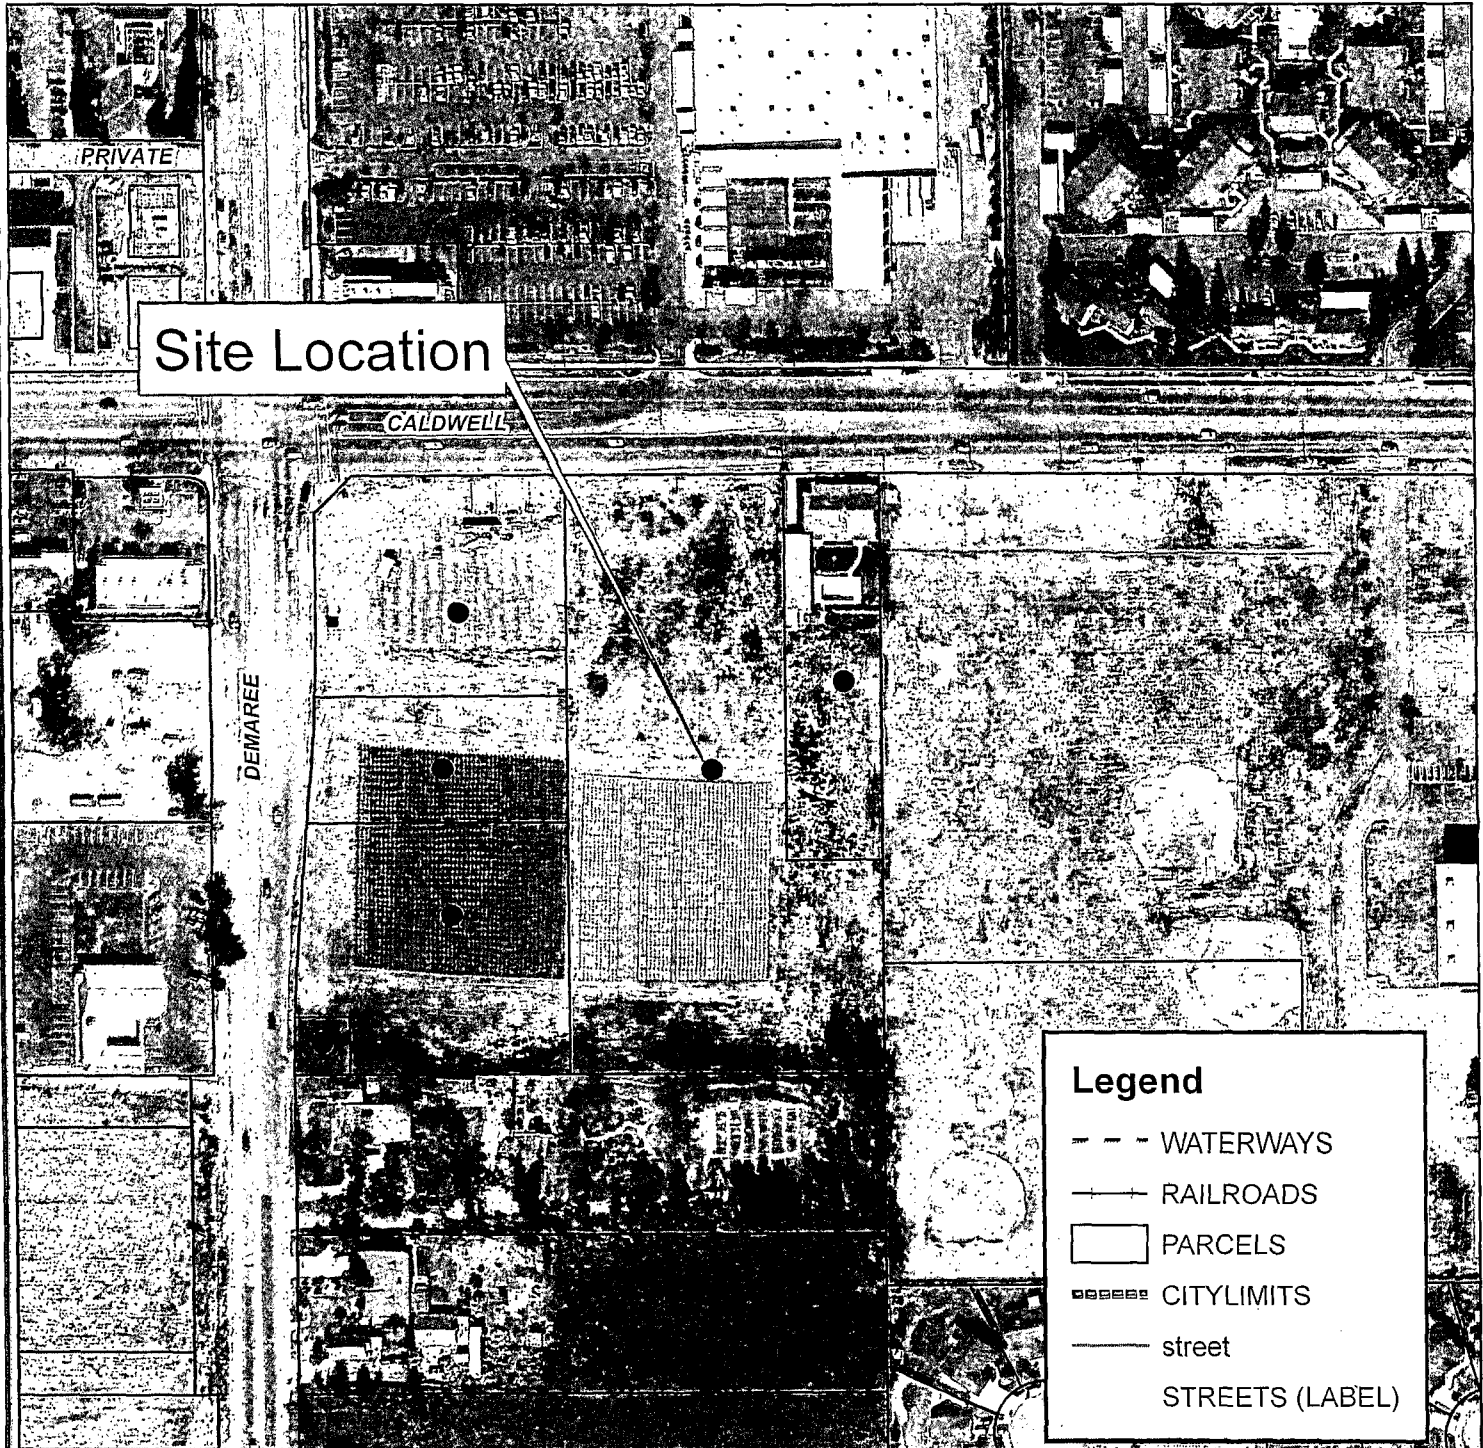 PRIVATE
Site Location
CALDWELL
DEMAREE
Legend
WATERWAYS
RAILROADS
PARCELS
CITYLIMITS
street
STREETS (LABEL)